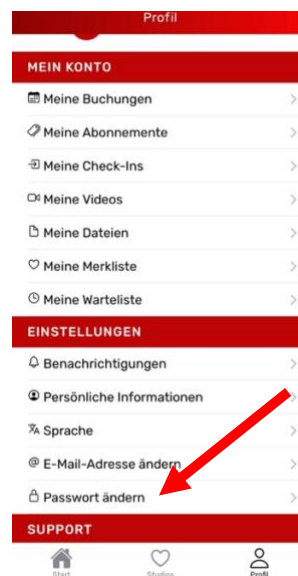 Profil
MEIN KONTO
Meine Buchungen
Meine Abonnemente
Meine Check-Ins
Meine Videos
Meine Dateien
Meine Merkliste
Meine Warteliste
EINSTELLUNGEN
Benachrichtigungen
Persönliche Informationen
Sprache
@ E-Mail-Adresse ändern
Passwort ändern
SUPPORT
Start Studios Profil